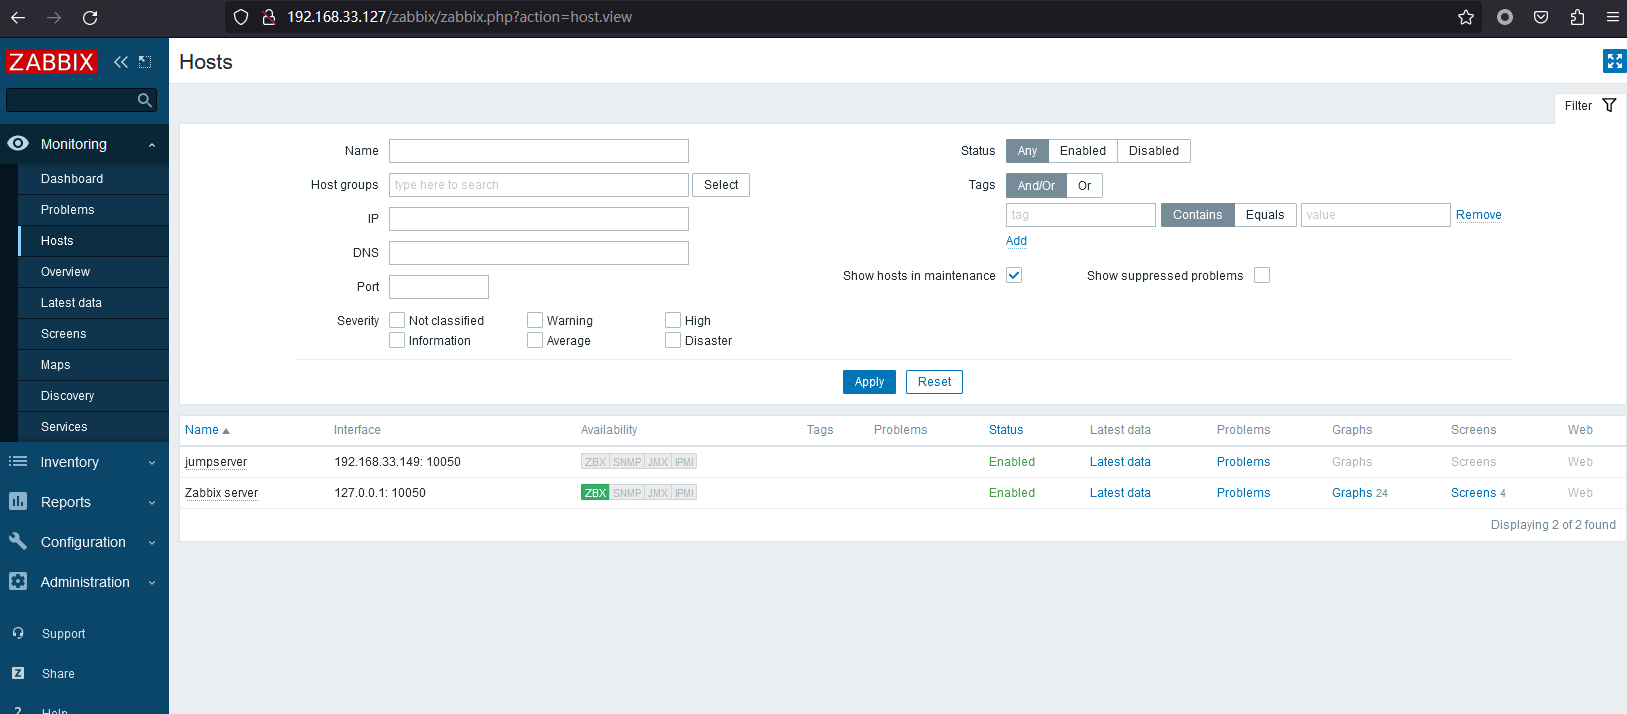 192.168.33.127/zabbix/zabbix.php?action=host.view
ZABBIX
Hosts
Filter
Monitoring
Dashboard
Problems
Hosts
Overview
Latest data
Screens
Maps
Discovery
Services
Inventory
Reports
Configuration
Administration
Support
Share
Help
Name
Host groups type here to search Select
IP
DNS
Port
Severity Not classified Warning High
Information Average Disaster
Status Any Enabled Disabled
Tags And/Or Or
tag Contains Equals value Remove
Add
Show hosts in maintenance Show suppressed problems
Apply Reset
Name Interface Availability Tags Problems Status Latest data Problems Graphs Screens Web
jumpserver 192.168.33.149: 10050 ZBX SNMP JMX IPMI Enabled Latest data Problems Graphs Screens Web
Zabbix server 127.0.0.1: 10050 ZBX SNMP JMX IPMI Enabled Latest data Problems Graphs 24 Screens 4 Web
Displaying 2 of 2 found